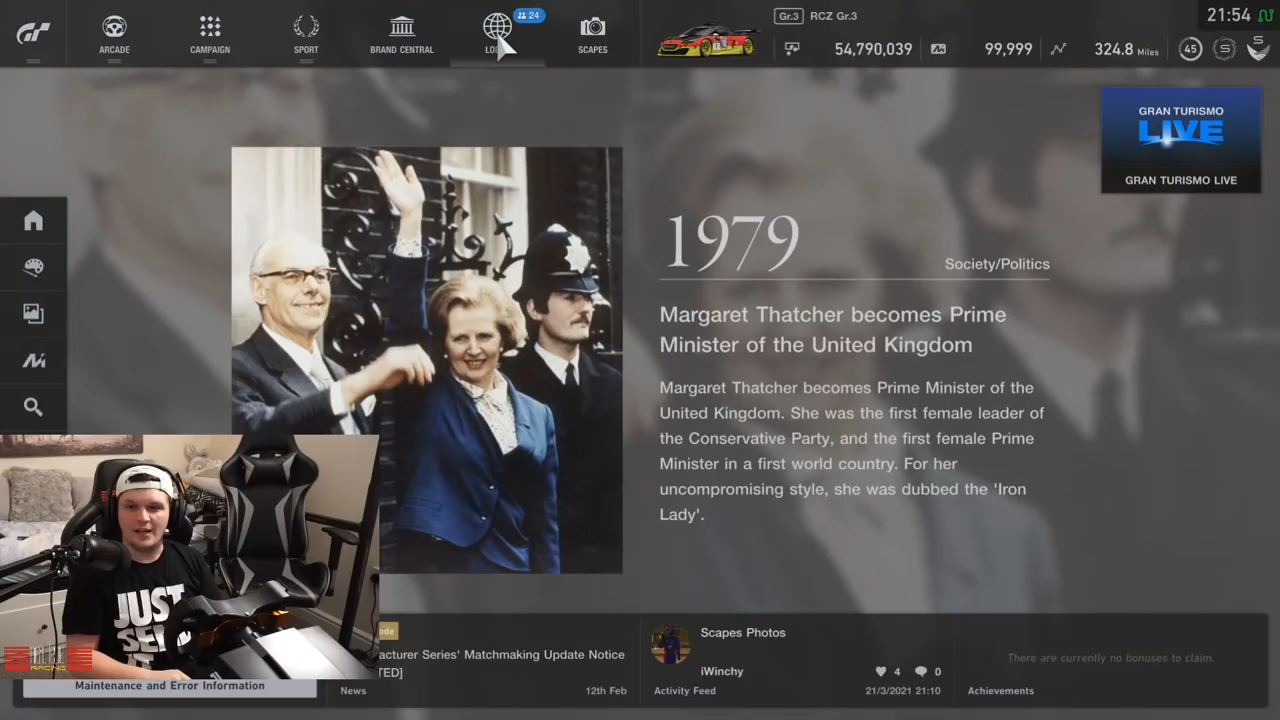 GT
ARCADE
CAMPAIGN
SPORT
BRAND CENTRAL
24
SCAPES
Gr.3 RCZ Gr.3
54,790,039
99,999
324.8 Miles
45
S
S
21:54
GRAN TURISMO
LIVE
GRAN TURISMO LIVE
1979
Society/Politics
Margaret Thatcher becomes Prime
Minister of the United Kingdom
Margaret Thatcher becomes Prime Minister of the
United Kingdom. She was the first female leader of
the Conservative Party, and the first female Prime
Minister in a first world country. For her
uncompromising style, she was dubbed the 'Iron
Lady'.
JUST
RACING
Maintenance and Error Information
ode
acturer Series' Matchmaking Update Notice
TED]
News
12th Feb
Scapes Photos
iWinchy
4
0
Activity Feed
21/3/2021 21:10
There are currently no bonuses to claim.
Achievements